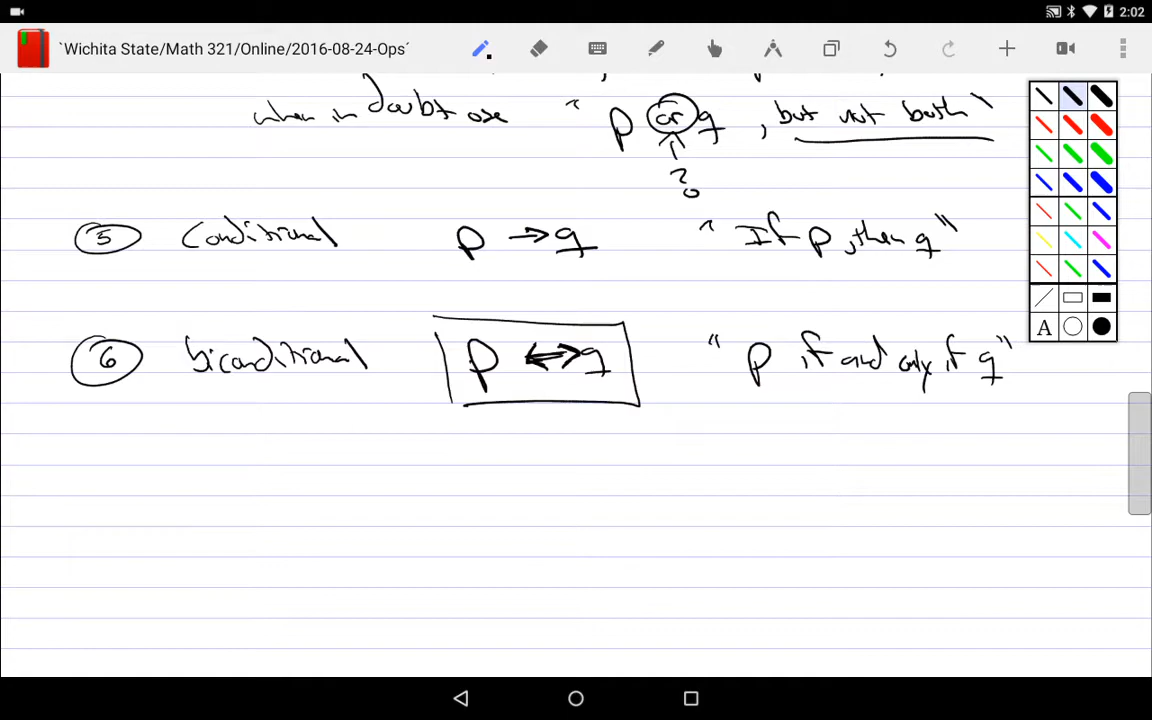 2:02
`Wichita State/Math 321/Online/2016-08-24-Ops´
when in doubt use " p or q , but not both "
?
5 Conditional p → q " If p , then q "
6 biconditional p ↔ q " p if and only if q "
A